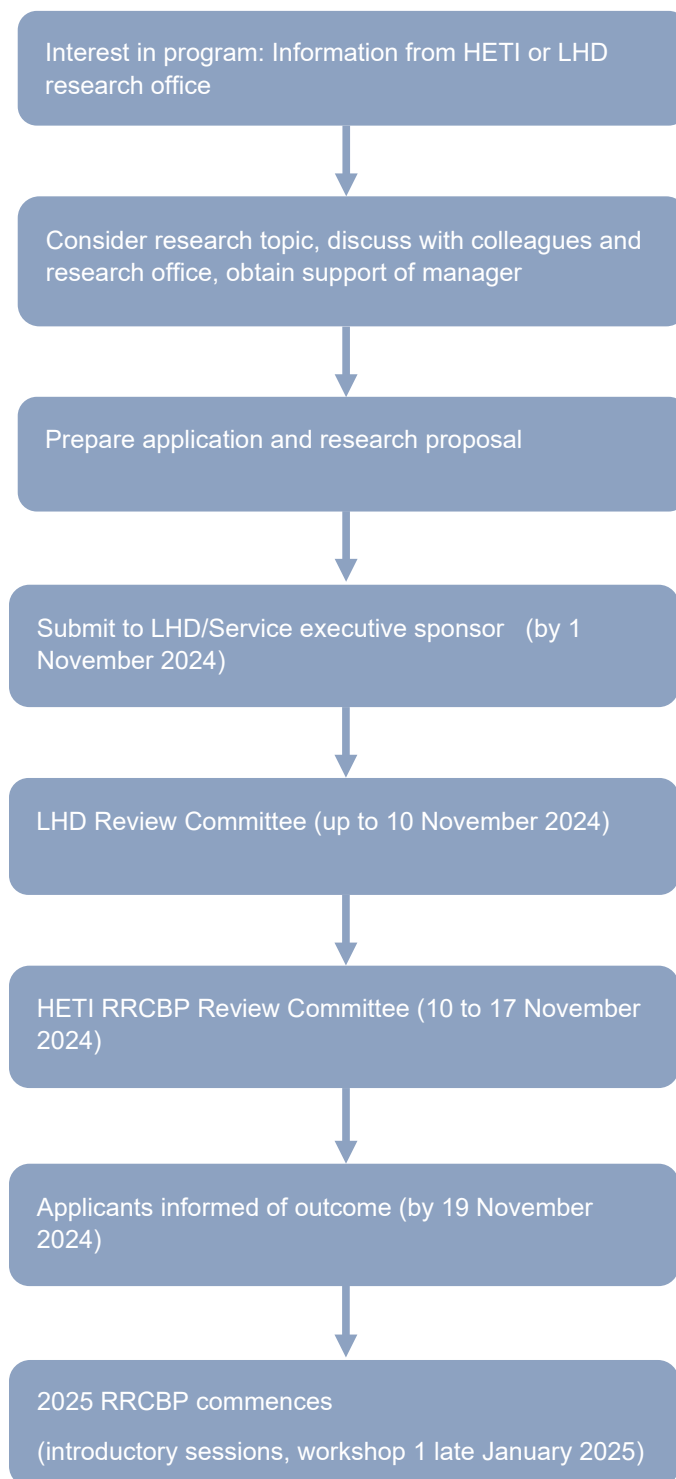 Interest in program: Information from HETI or LHD
research office
Consider research topic, discuss with colleagues and
research office, obtain support of manager
Prepare application and research proposal
Submit to LHD/Service executive sponsor (by 1
November 2024)
LHD Review Committee (up to 10 November 2024)
HETI RRCBP Review Committee (10 to 17 November
2024)
Applicants informed of outcome (by 19 November
2024)
2025 RRCBP commences
(introductory sessions, workshop 1 late January 2025)